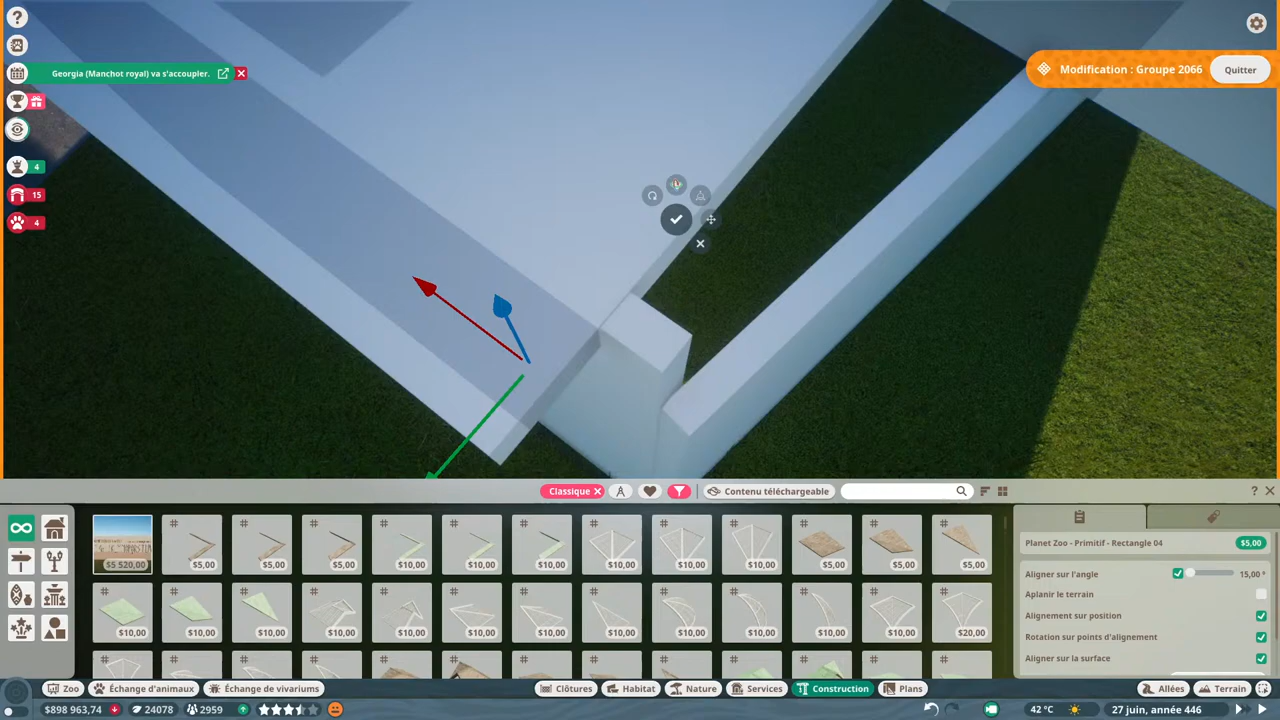 Georgia (Manchot royal) va s'accoupler.
4
15
4
Modification : Groupe 2066
Quitter
Classique
Contenu téléchargeable
$5 520,00
$5,00
$5,00
$5,00
$10,00
$10,00
$10,00
$10,00
$10,00
$10,00
$5,00
$5,00
$5,00
$10,00
$10,00
$10,00
$10,00
$10,00
$10,00
$10,00
$10,00
$10,00
$10,00
$10,00
$10,00
$20,00
Planet Zoo - Primitif - Rectangle 04
$5,00
Aligner sur l'angle
15,00 °
Aplanir le terrain
Alignement sur position
Rotation sur points d'alignement
Aligner sur la surface
Zoo
Échange d'animaux
Échange de vivariums
Clôtures
Habitat
Nature
Services
Construction
Plans
Allées
Terrain
$898 963,74
24078
2959
42 °C
27 juin, année 446